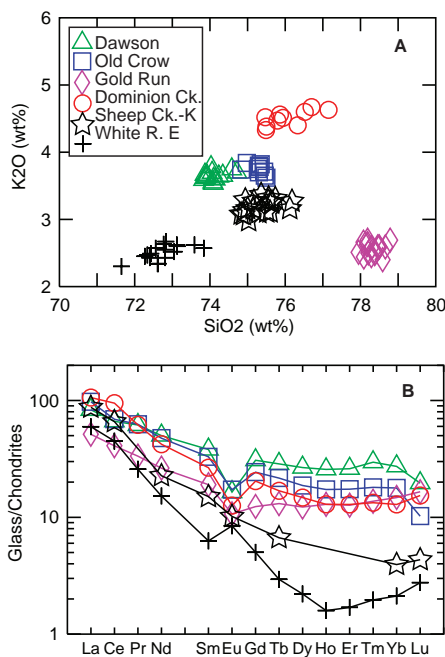 5
4
3
2
K2O (wt%)
Dawson
Old Crow
Gold Run
Dominion Ck.
Sheep Ck.-K
White R. E
A
70 72 74 76 78 80
SiO2 (wt%)
100
10
1
Glass/Chondrites
B
La Ce Pr Nd Sm Eu Gd Tb Dy Ho Er Tm Yb Lu